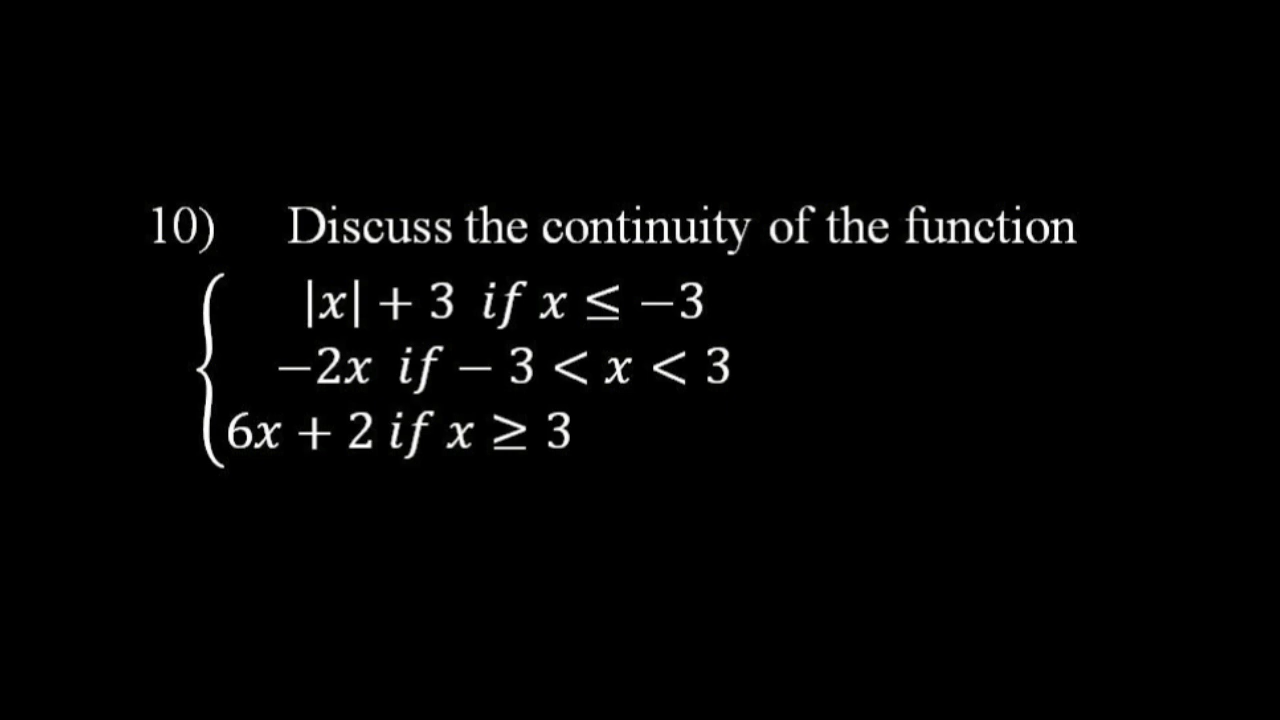 10) Discuss the continuity of the function
|x| + 3 if x ≤ −3
−2x if − 3 < x < 3
6x + 2 if x ≥ 3